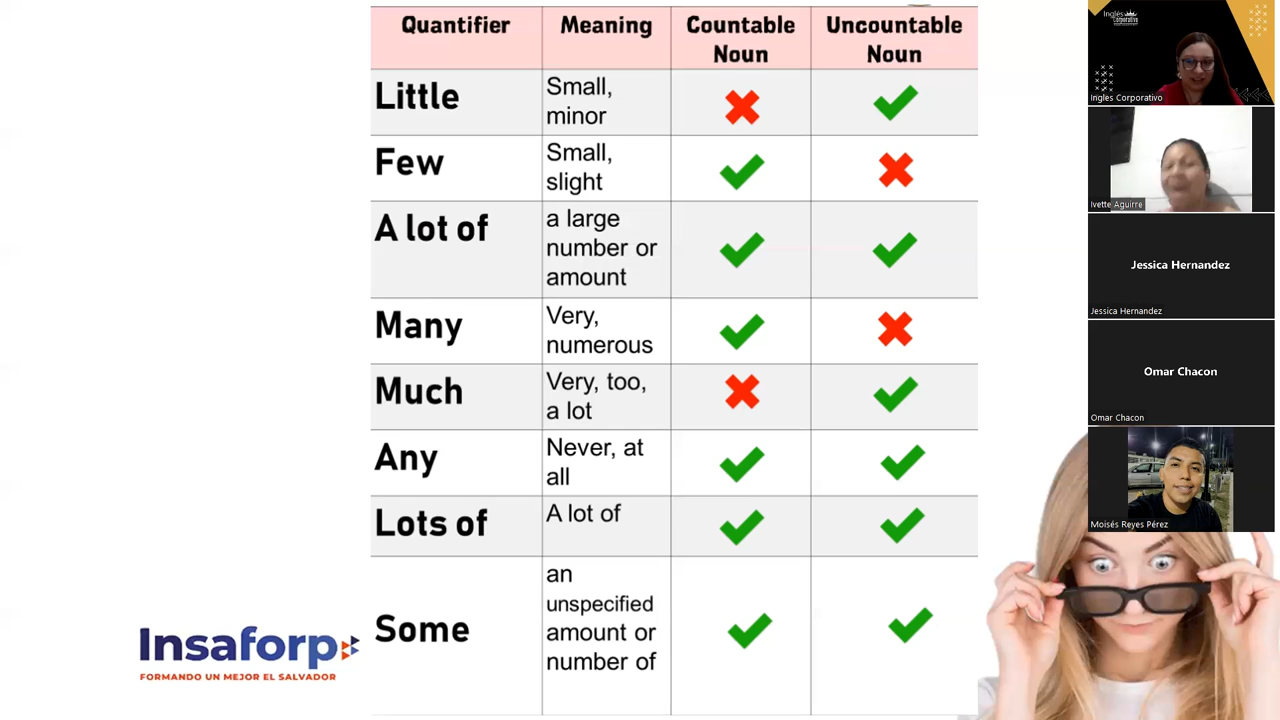 Quantifier
Meaning
Countable
Noun
Uncountable
Noun
Little
Small,
minor
Few
Small,
slight
A lot of
a large
number or
amount
Many
Very,
numerous
Much
Very, too,
a lot
Any
Never, at
all
Lots of
A lot of
Some
an
unspecified
amount or
number of
Insaforp
FORMANDO UN MEJOR EL SALVADOR
Inglés
Corporativo
Ingles Corporativo
Ivette Aguirre
Jessica Hernandez
Jessica Hernandez
Omar Chacon
Omar Chacon
Moisés Reyes Pérez